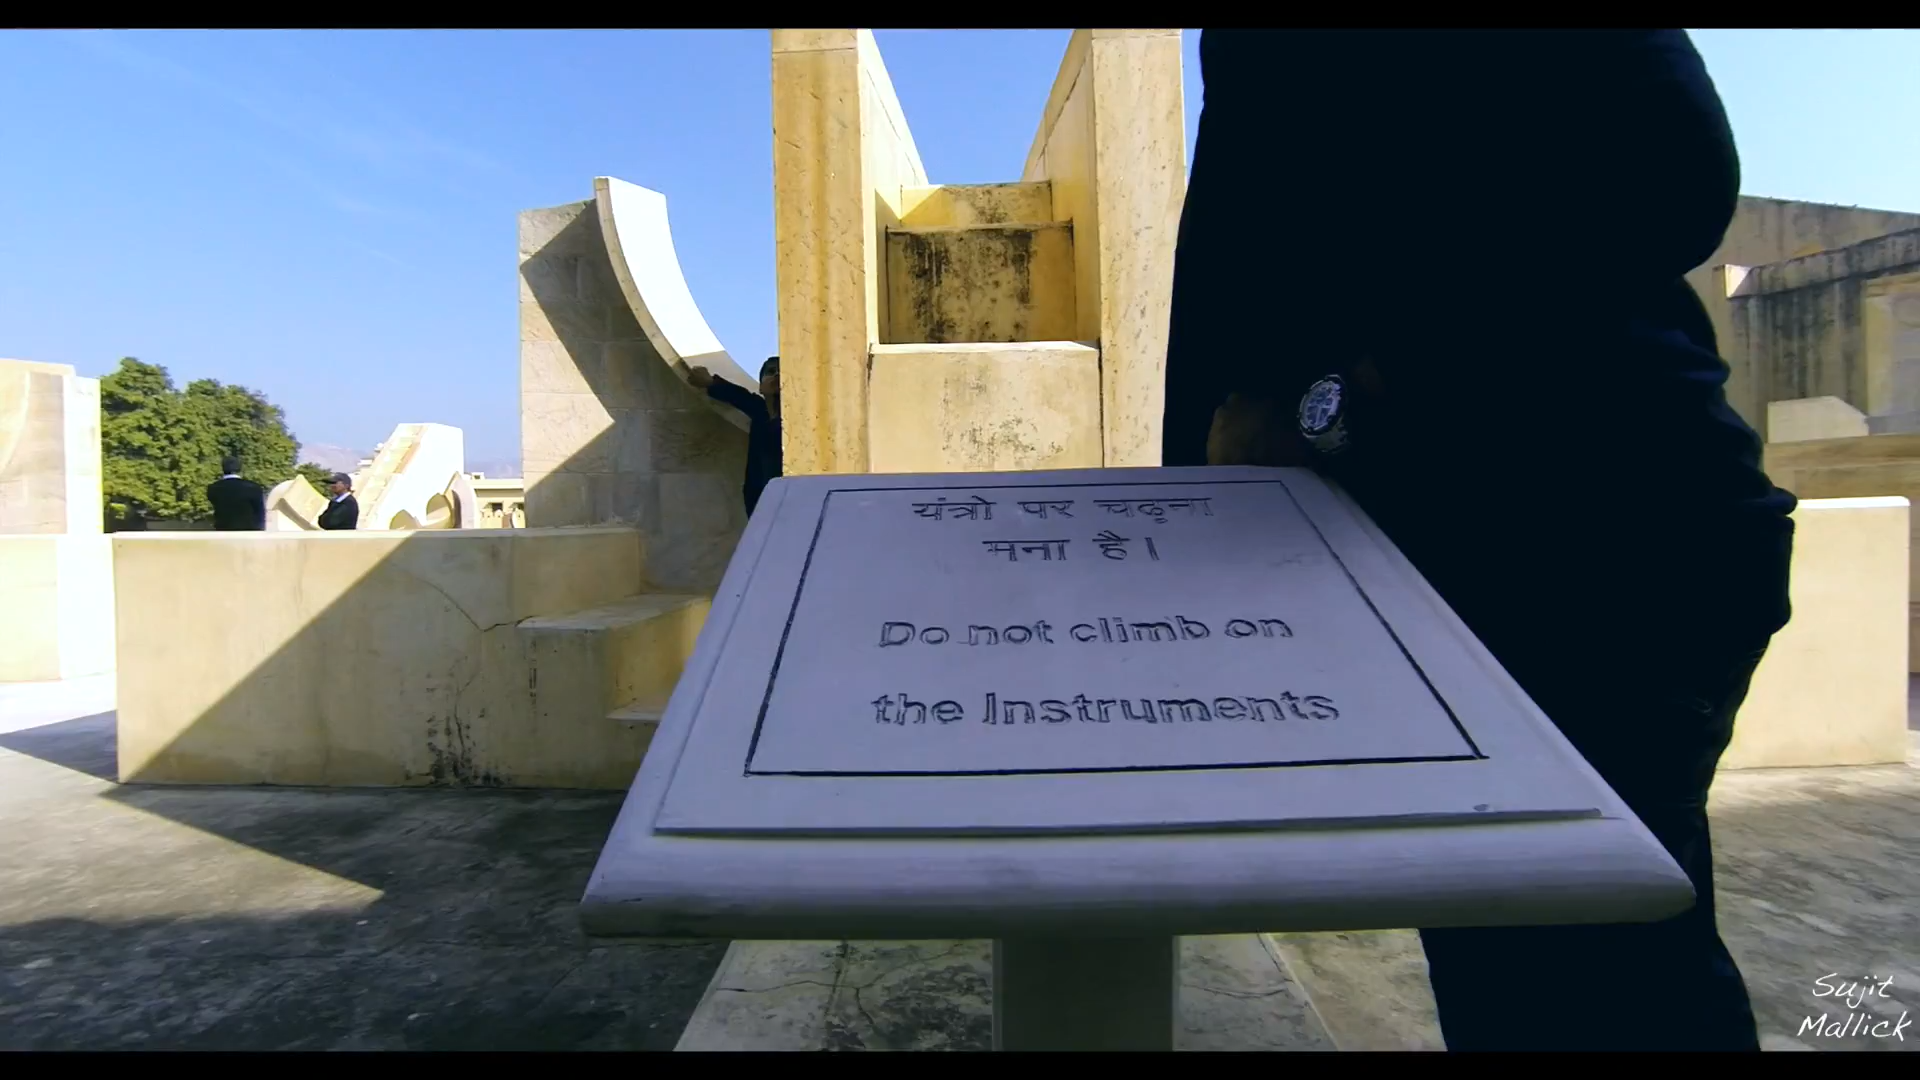 यंत्रो पर चढ़ना
मना है।
Do not climb on
the Instruments
Sujit
Mallick